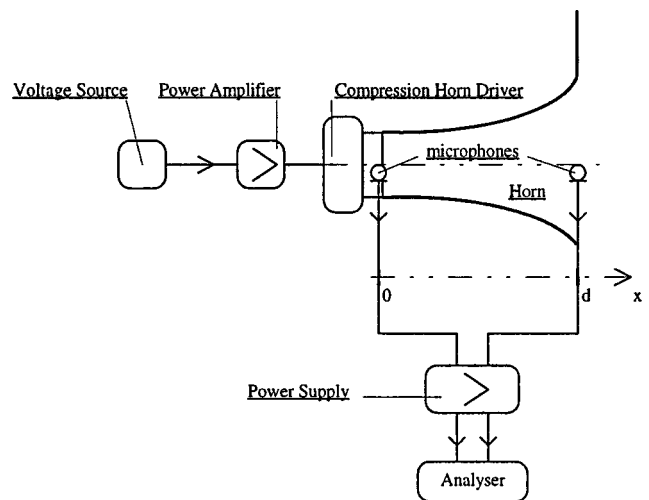 Voltage Source
Power Amplifier
Compression Horn Driver
microphones
Horn
0
d
x
Power Supply
Analyser